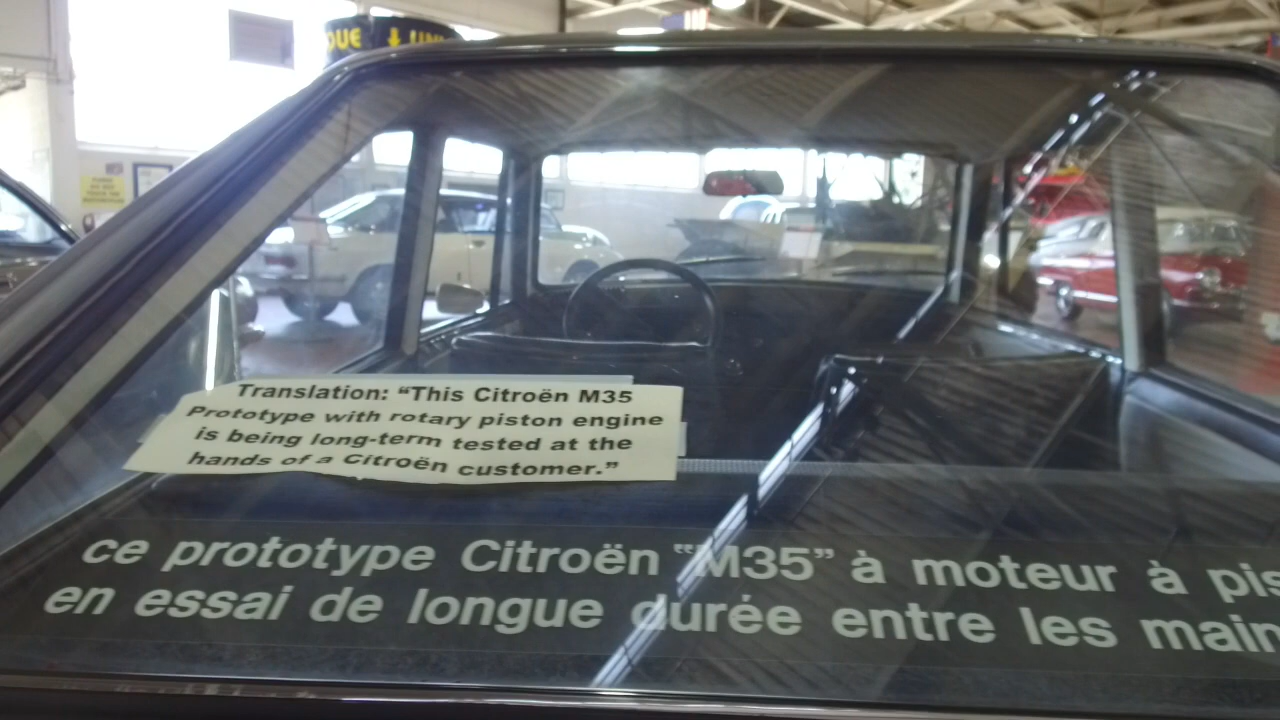 Translation: “This Citroën M35
Prototype with rotary piston engine
is being long-term tested at the
hands of a Citroën customer.”
ce prototype Citroën “M35” à moteur à pis
en essai de longue durée entre les main